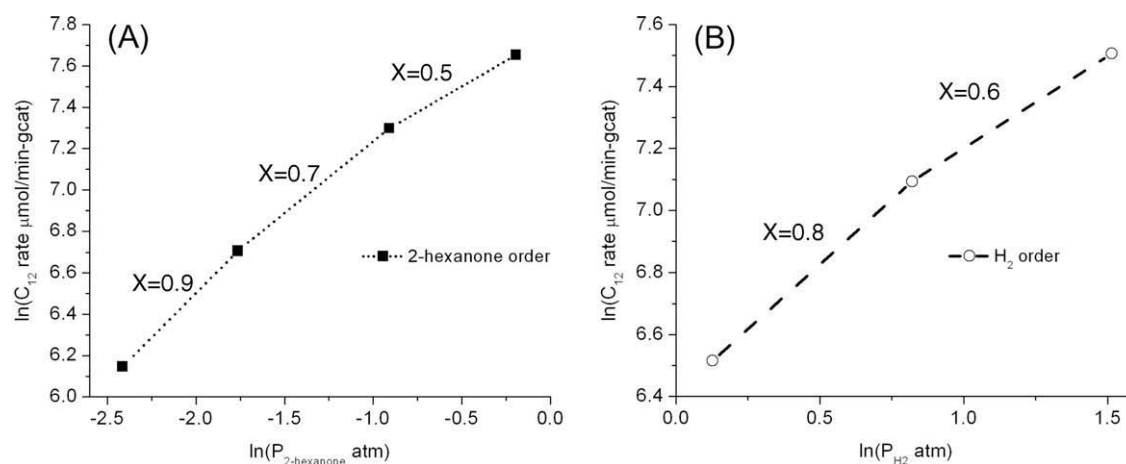 (A)
ln(C12 rate μmol/min-gcat)
7.8
7.6
7.4
7.2
7.0
6.8
6.6
6.4
6.2
6.0
X=0.5
X=0.7
X=0.9
2-hexanone order
-2.5 -2.0 -1.5 -1.0 -0.5 0.0
ln(P2-hexanone atm)
(B)
ln(C12 rate μmol/min-gcat)
7.6
7.4
7.2
7.0
6.8
6.6
6.4
X=0.6
X=0.8
H2 order
0.0 0.5 1.0 1.5
ln(PH2 atm)